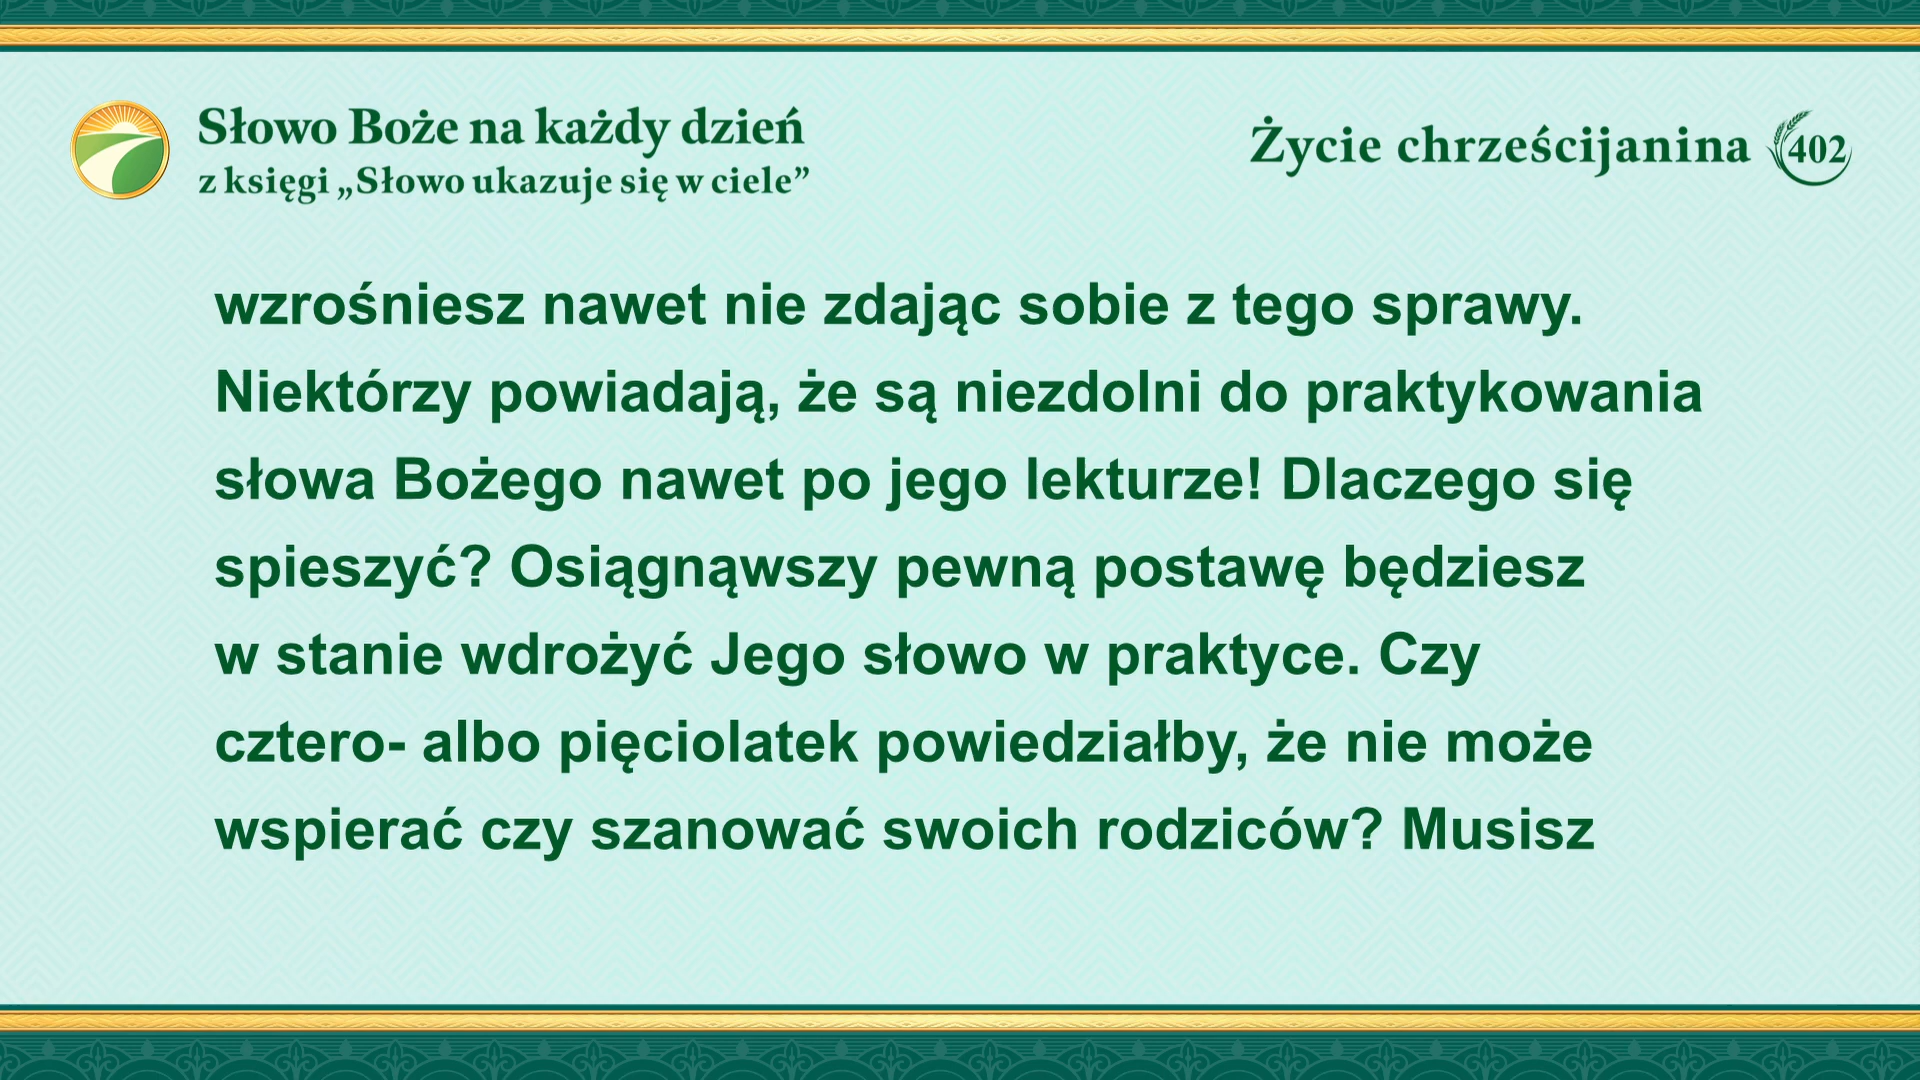 Słowo Boże na każdy dzień
z księgi „Słowo ukazuje się w ciele”
Życie chrześcijanina 402
wzrośniesz nawet nie zdając sobie z tego sprawy.
Niektórzy powiadają, że są niezdolni do praktykowania
słowa Bożego nawet po jego lekturze! Dlaczego się
spieszyć? Osiągnąwszy pewną postawę będziesz
w stanie wdrożyć Jego słowo w praktyce. Czy
cztero- albo pięciolatek powiedziałby, że nie może
wspierać czy szanować swoich rodziców? Musisz